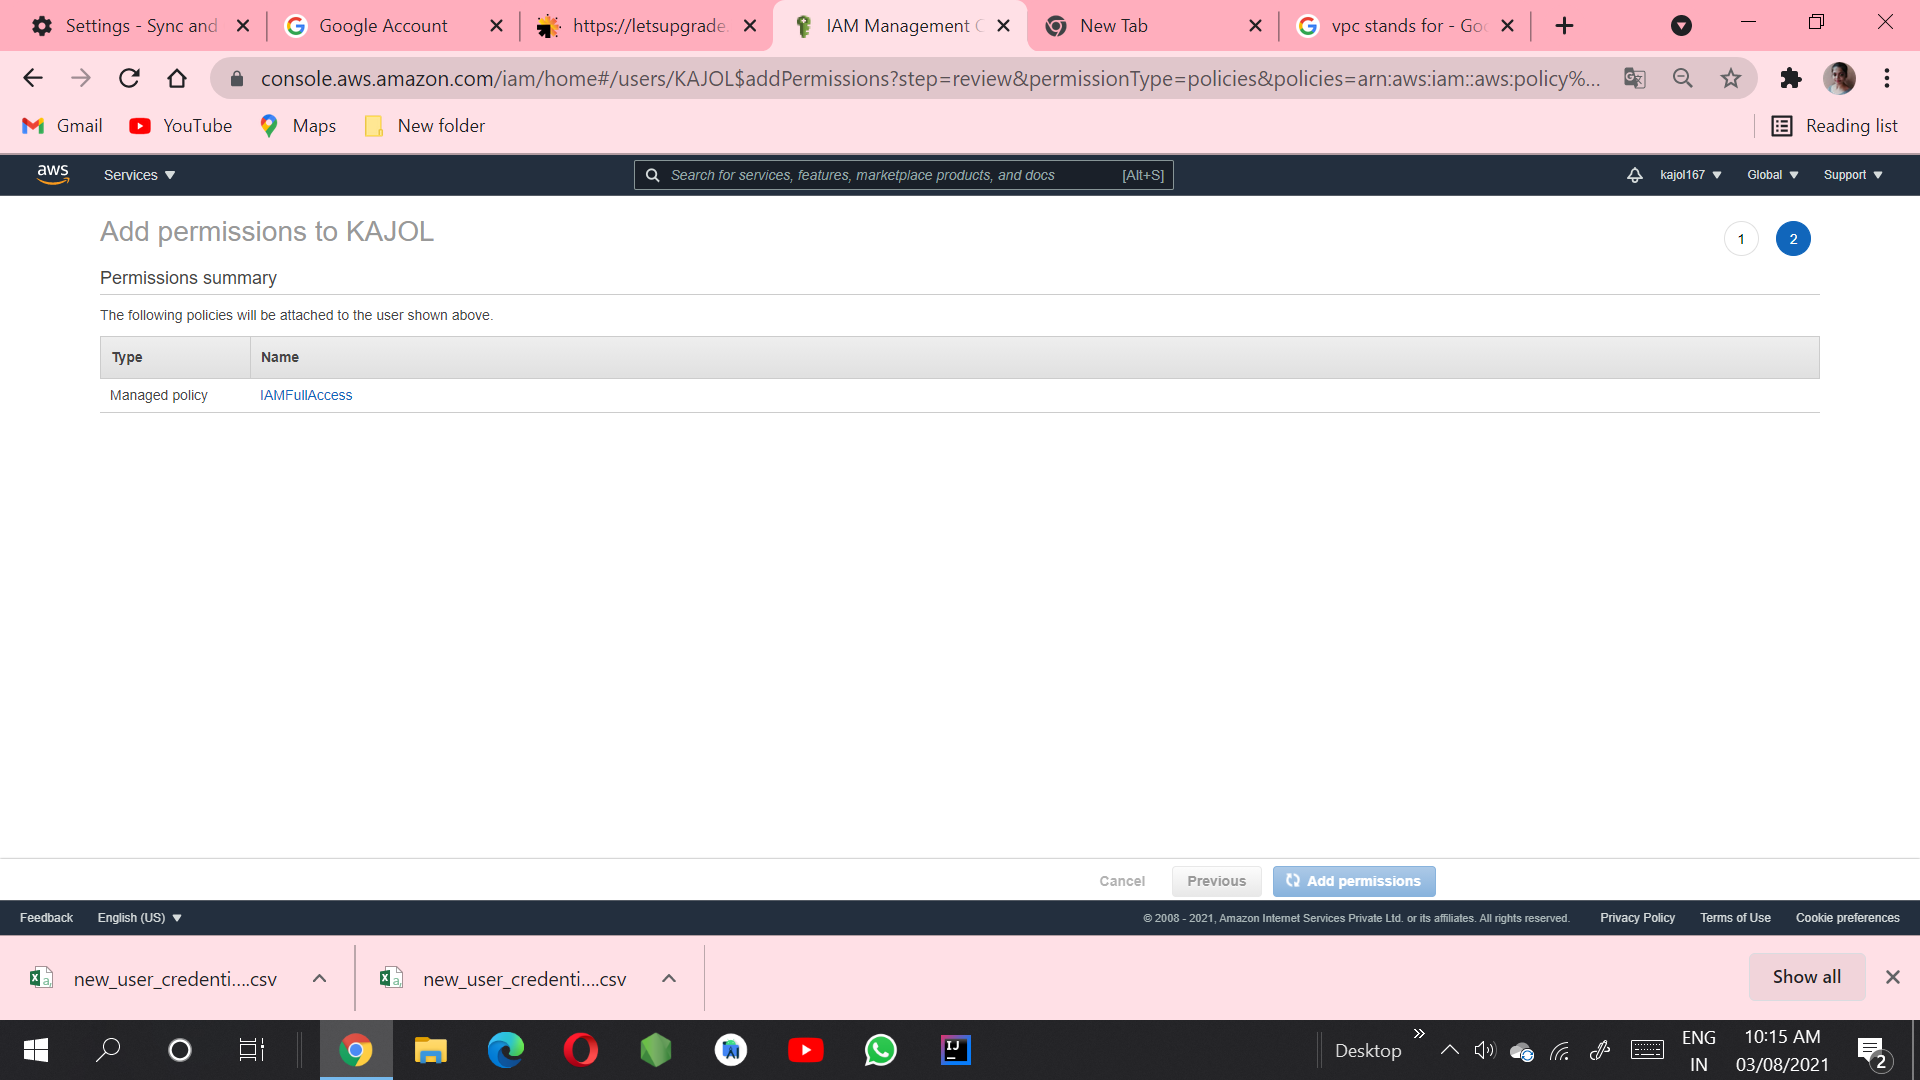 Settings - Sync and
Google Account
https://letsupgrade.
IAM Management C
New Tab
vpc stands for - Goo
console.aws.amazon.com/iam/home#/users/KAJOL$addPermissions?step=review&permissionType=policies&policies=arn:aws:iam::aws:policy%...
Gmail
YouTube
Maps
New folder
Reading list
aws
Services
Search for services, features, marketplace products, and docs
[Alt+S]
kajol167
Global
Support
Add permissions to KAJOL
1
2
Permissions summary
The following policies will be attached to the user shown above.
Type
Name
Managed policy
IAMFullAccess
Cancel
Previous
Add permissions
Feedback
English (US)
© 2008 - 2021, Amazon Internet Services Private Ltd. or its affiliates. All rights reserved.
Privacy Policy
Terms of Use
Cookie preferences
new_user_credenti....csv
new_user_credenti....csv
Show all
IJ
Desktop
ENG
IN
10:15 AM
03/08/2021
2